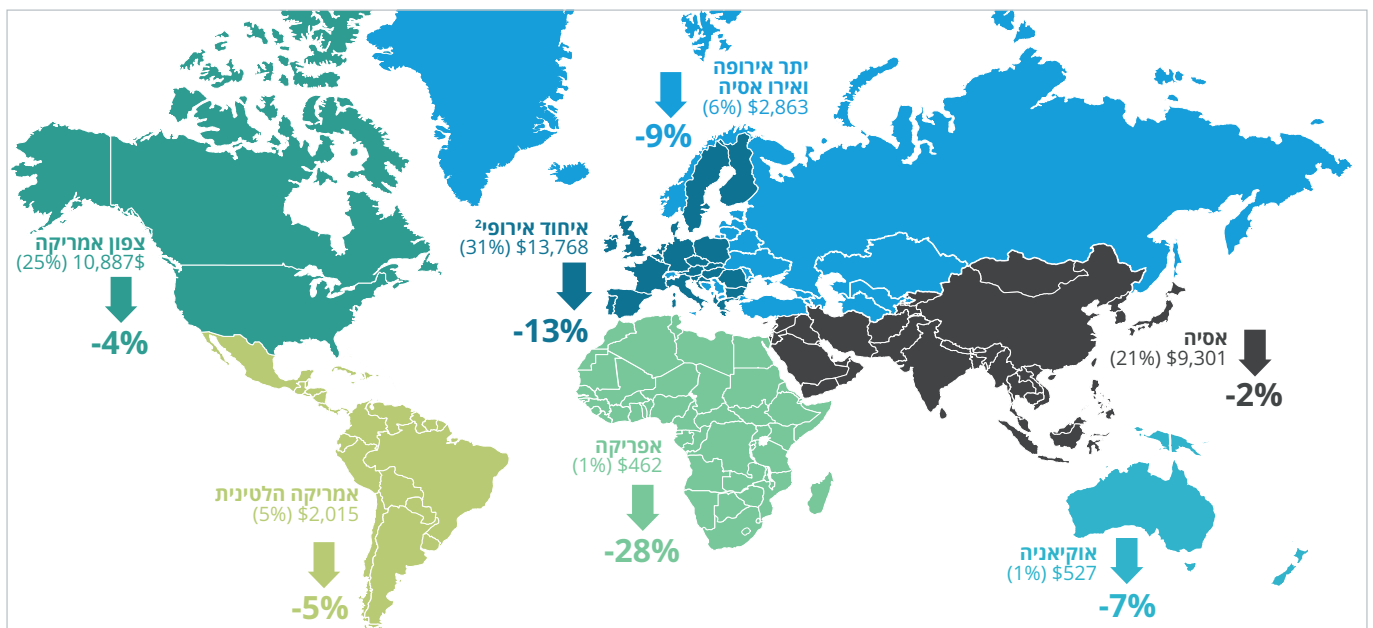 יתר אירופה
ואירו אסיה
(6%) $2,863
-9%
איחוד אירופי²
(31%) $13,768
-13%
צפון אמריקה
(25%) 10,887$
-4%
אסיה
(21%) $9,301
-2%
אפריקה
(1%) $462
-28%
אמריקה הלטינית
(5%) $2,015
-5%
אוקיאניה
(1%) $527
-7%